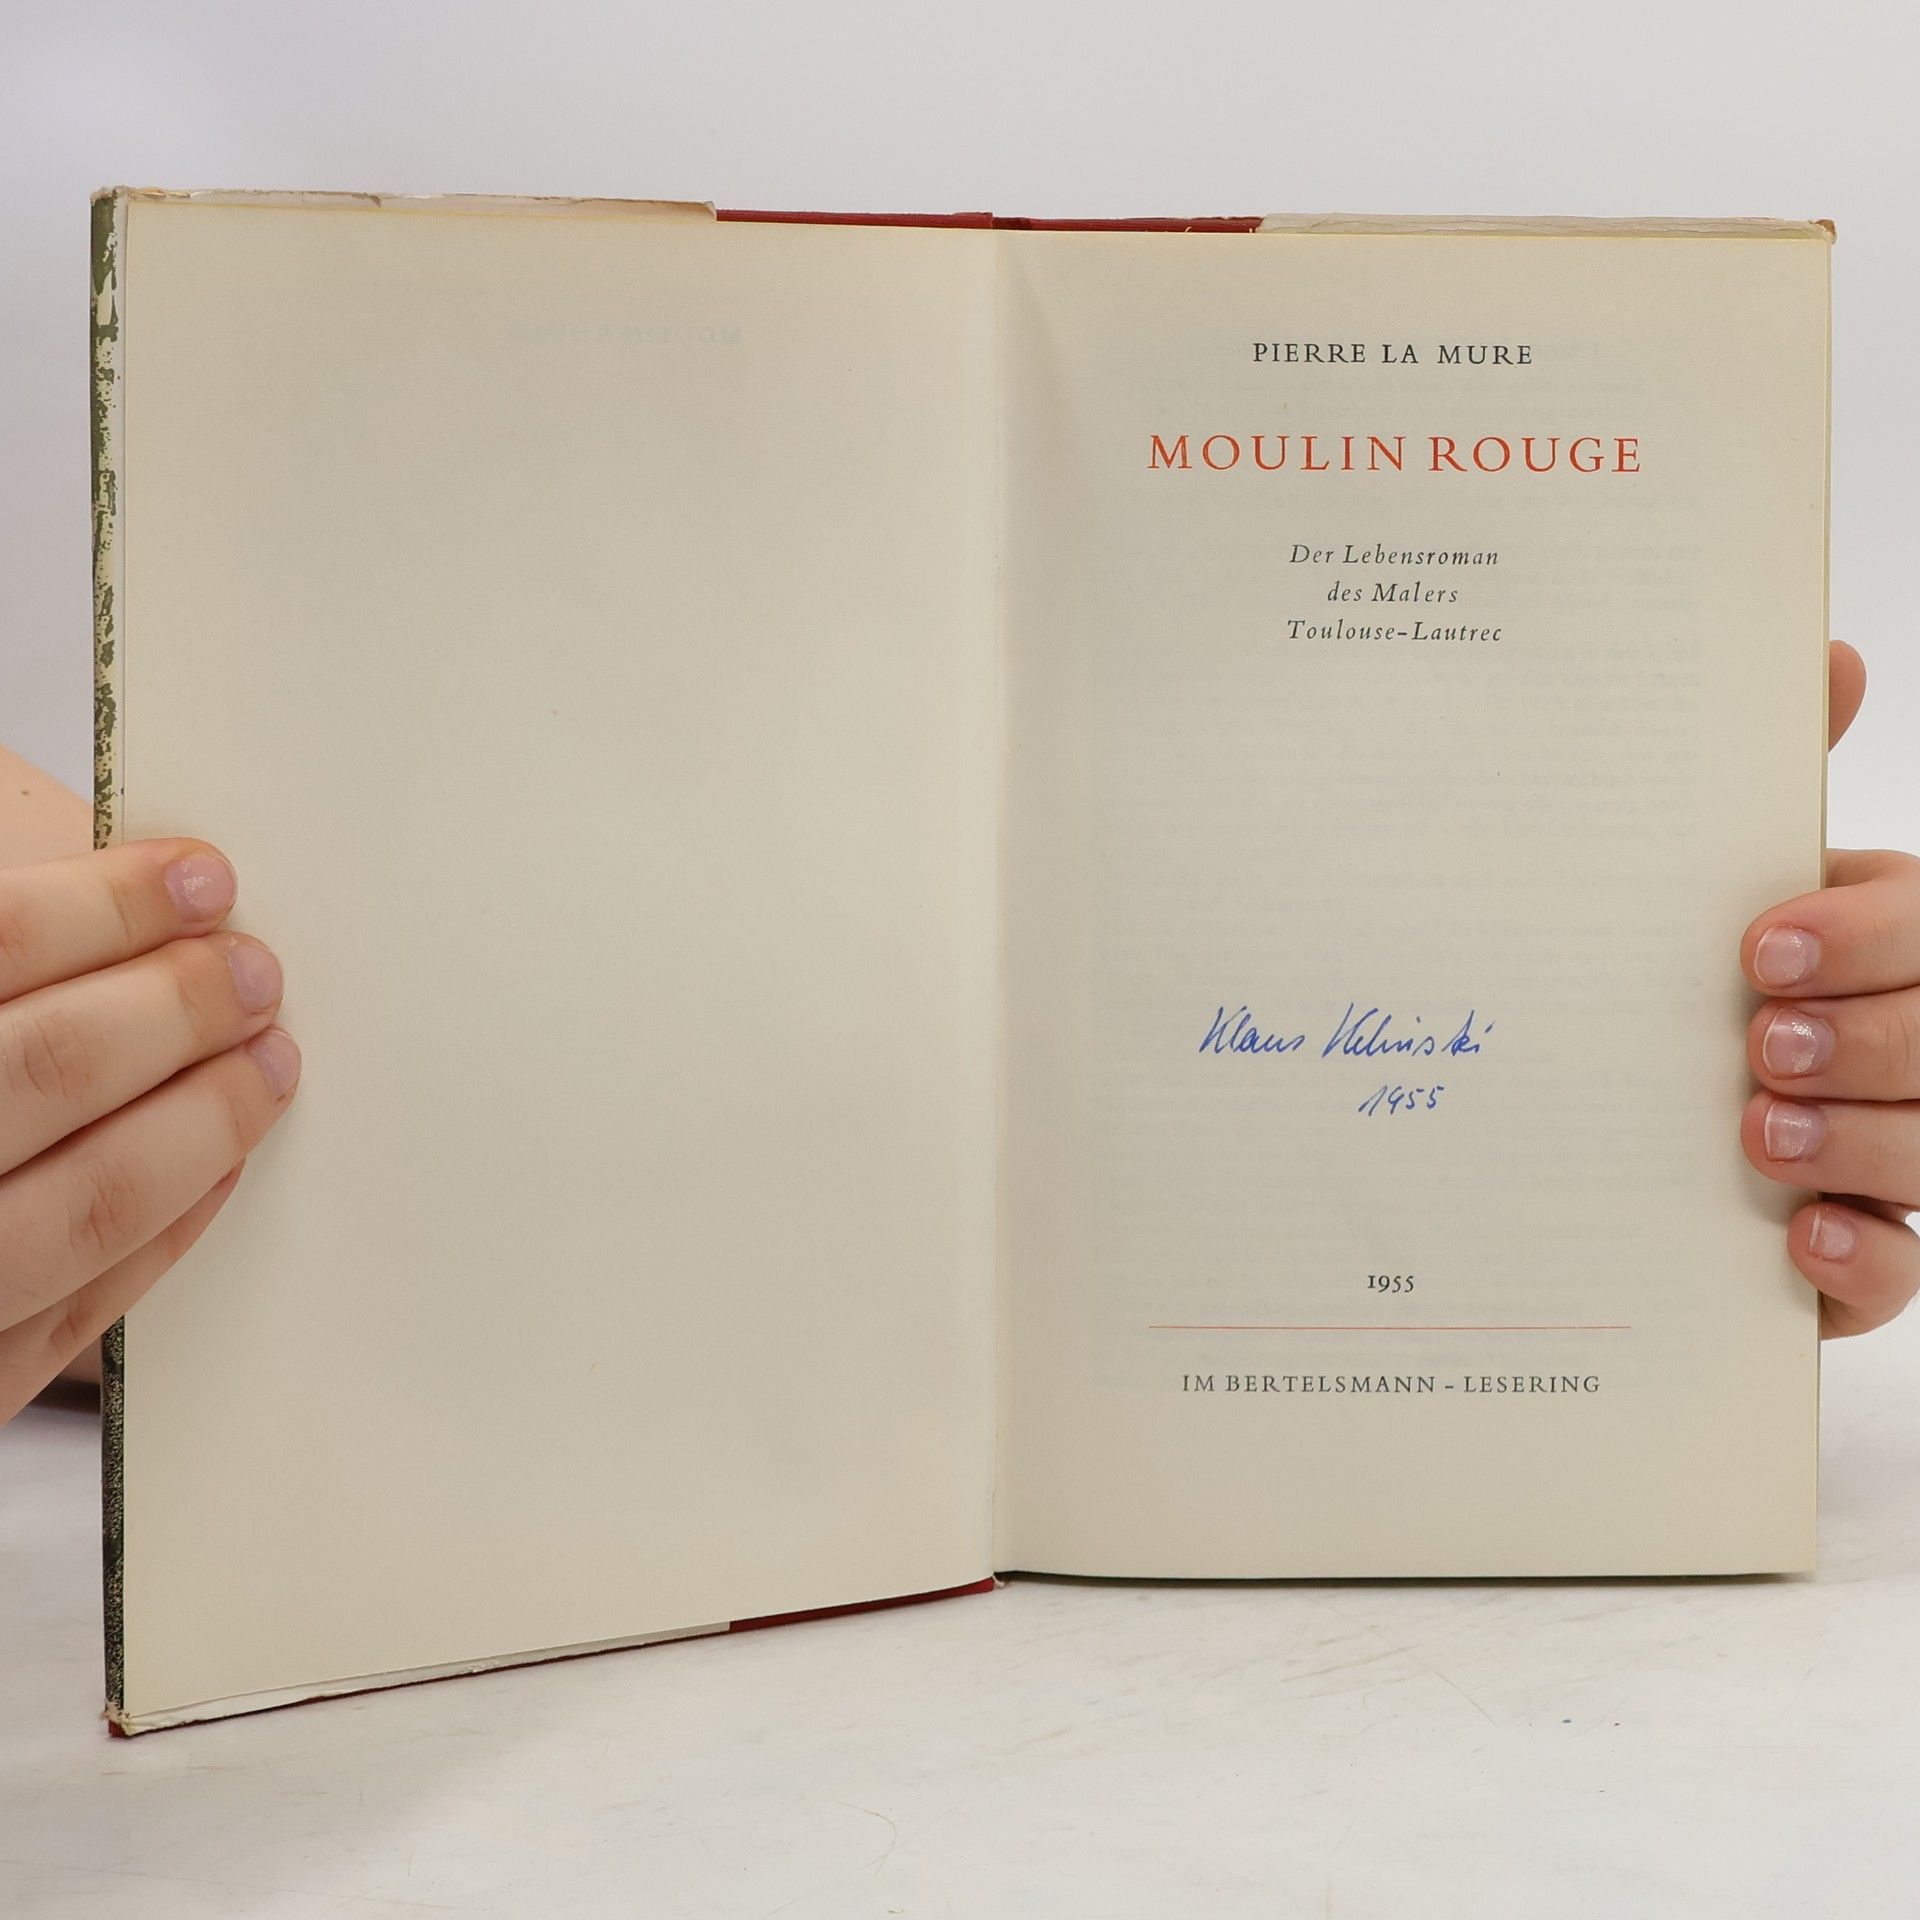 PIERRE LA MURE
MOULIN ROUGE
Der Lebensroman
des Malers
Toulouse-Lautrec
Klaus
1955
1955
IM BERTELSMANN - LESERING